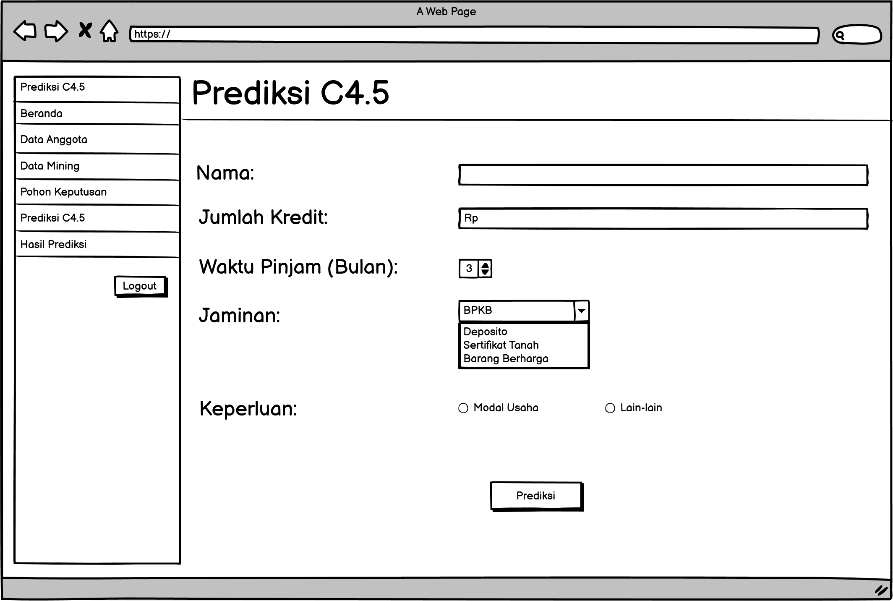 A Web Page
https://
Prediksi C4.5
Beranda
Data Anggota
Data Mining
Pohon Keputusan
Prediksi C4.5
Hasil Prediksi
Logout
Prediksi C4.5
Nama:
Jumlah Kredit:
Rp
Waktu Pinjam (Bulan):
3
Jaminan:
BPKB
Deposito
Sertifikat Tanah
Barang Berharga
Keperluan:
Modal Usaha
Lain-lain
Prediksi